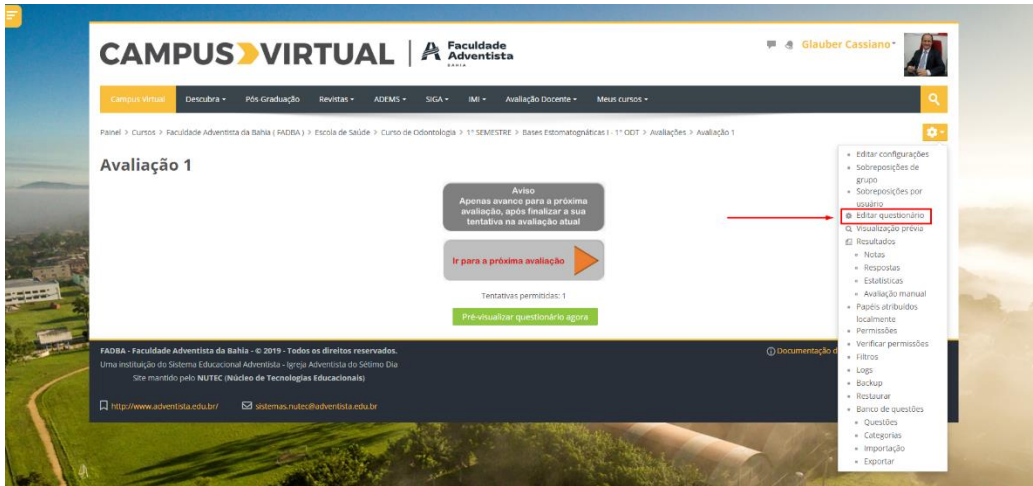 CAMPUS VIRTUAL
Faculdade
Adventista
BAHIA
Glauber Cassiano
Campus Virtual
Descubra
Pós-Graduação
Revistas
ADEMS
SIGA
IMI
Avaliação Docente
Meus cursos
Painel > Cursos > Faculdade Adventista da Bahia ( FADBA ) > Escola de Saúde > Curso de Odontologia > 1° SEMESTRE > Bases Estomatognáticas I - 1° ODT > Avaliações > Avaliação 1
Avaliação 1
Aviso
Apenas avance para a próxima
avaliação, após finalizar a sua
tentativa na avaliação atual
Ir para a próxima avaliação
Tentativas permitidas: 1
Pré-visualizar questionário agora
Editar configurações
Sobreposições de
grupo
Sobreposições por
usuário
Editar questionário
Visualização prévia
Resultados
Notas
Respostas
Estatísticas
Avaliação manual
Papéis atribuídos
localmente
Permissões
Verificar permissões
Filtros
Logs
Backup
Restaurar
Banco de questões
Questões
Categorias
Importação
Exportar
FADBA - Faculdade Adventista da Bahia - © 2019 - Todos os direitos reservados.
Uma instituição do Sistema Educacional Adventista - Igreja Adventista do Sétimo Dia
Site mantido pelo NUTEC (Núcleo de Tecnologias Educacionais)
Documentação d
http://www.adventista.edu.br/
sistemas.nutec@adventista.edu.br